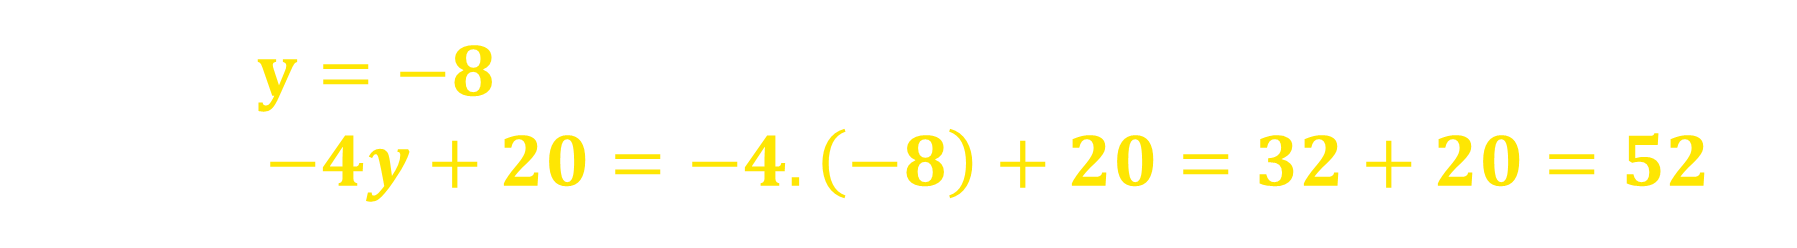 y = −8
−4y + 20 = −4. (−8) + 20 = 32 + 20 = 52